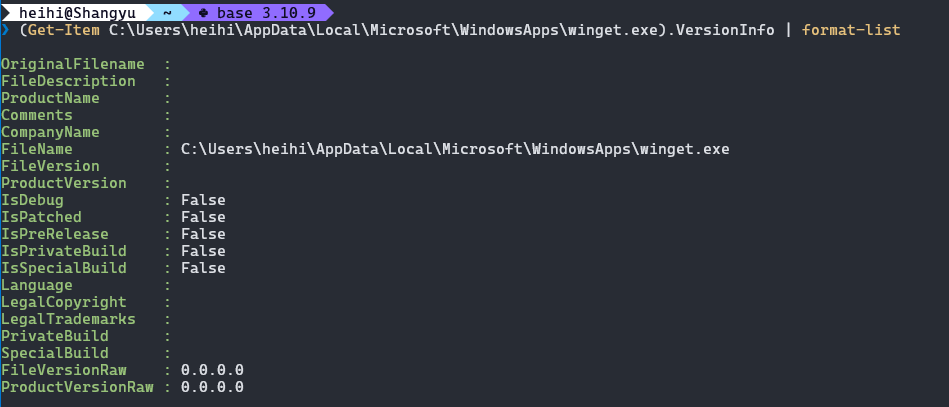 heihi@Shangyu ~ base 3.10.9
❯ (Get-Item C:\Users\heihi\AppData\Local\Microsoft\WindowsApps\winget.exe).VersionInfo | format-list
OriginalFilename  :
FileDescription   :
ProductName       :
Comments          :
CompanyName       :
FileName          : C:\Users\heihi\AppData\Local\Microsoft\WindowsApps\winget.exe
FileVersion       :
ProductVersion    :
IsDebug           : False
IsPatched         : False
IsPreRelease      : False
IsPrivateBuild    : False
IsSpecialBuild    : False
Language          :
LegalCopyright    :
LegalTrademarks   :
PrivateBuild      :
SpecialBuild      :
FileVersionRaw    : 0.0.0.0
ProductVersionRaw : 0.0.0.0